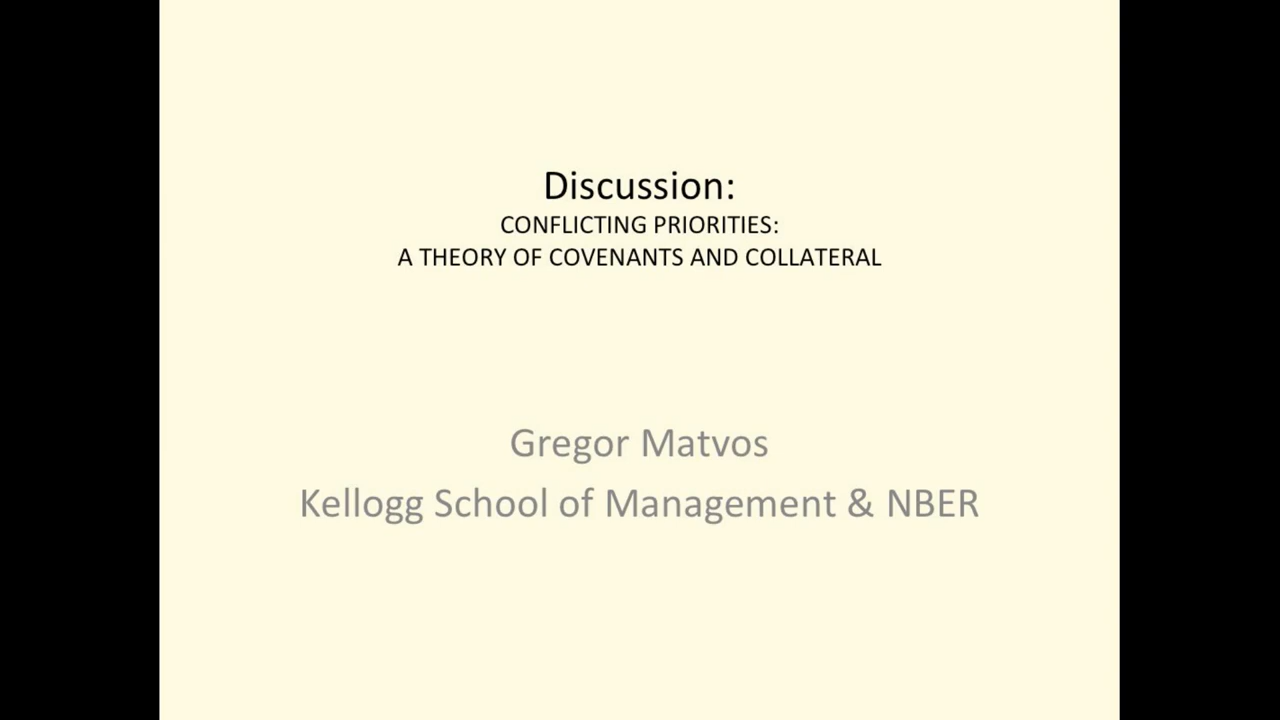 Discussion:
CONFLICTING PRIORITIES:
A THEORY OF COVENANTS AND COLLATERAL
Gregor Matvos
Kellogg School of Management & NBER